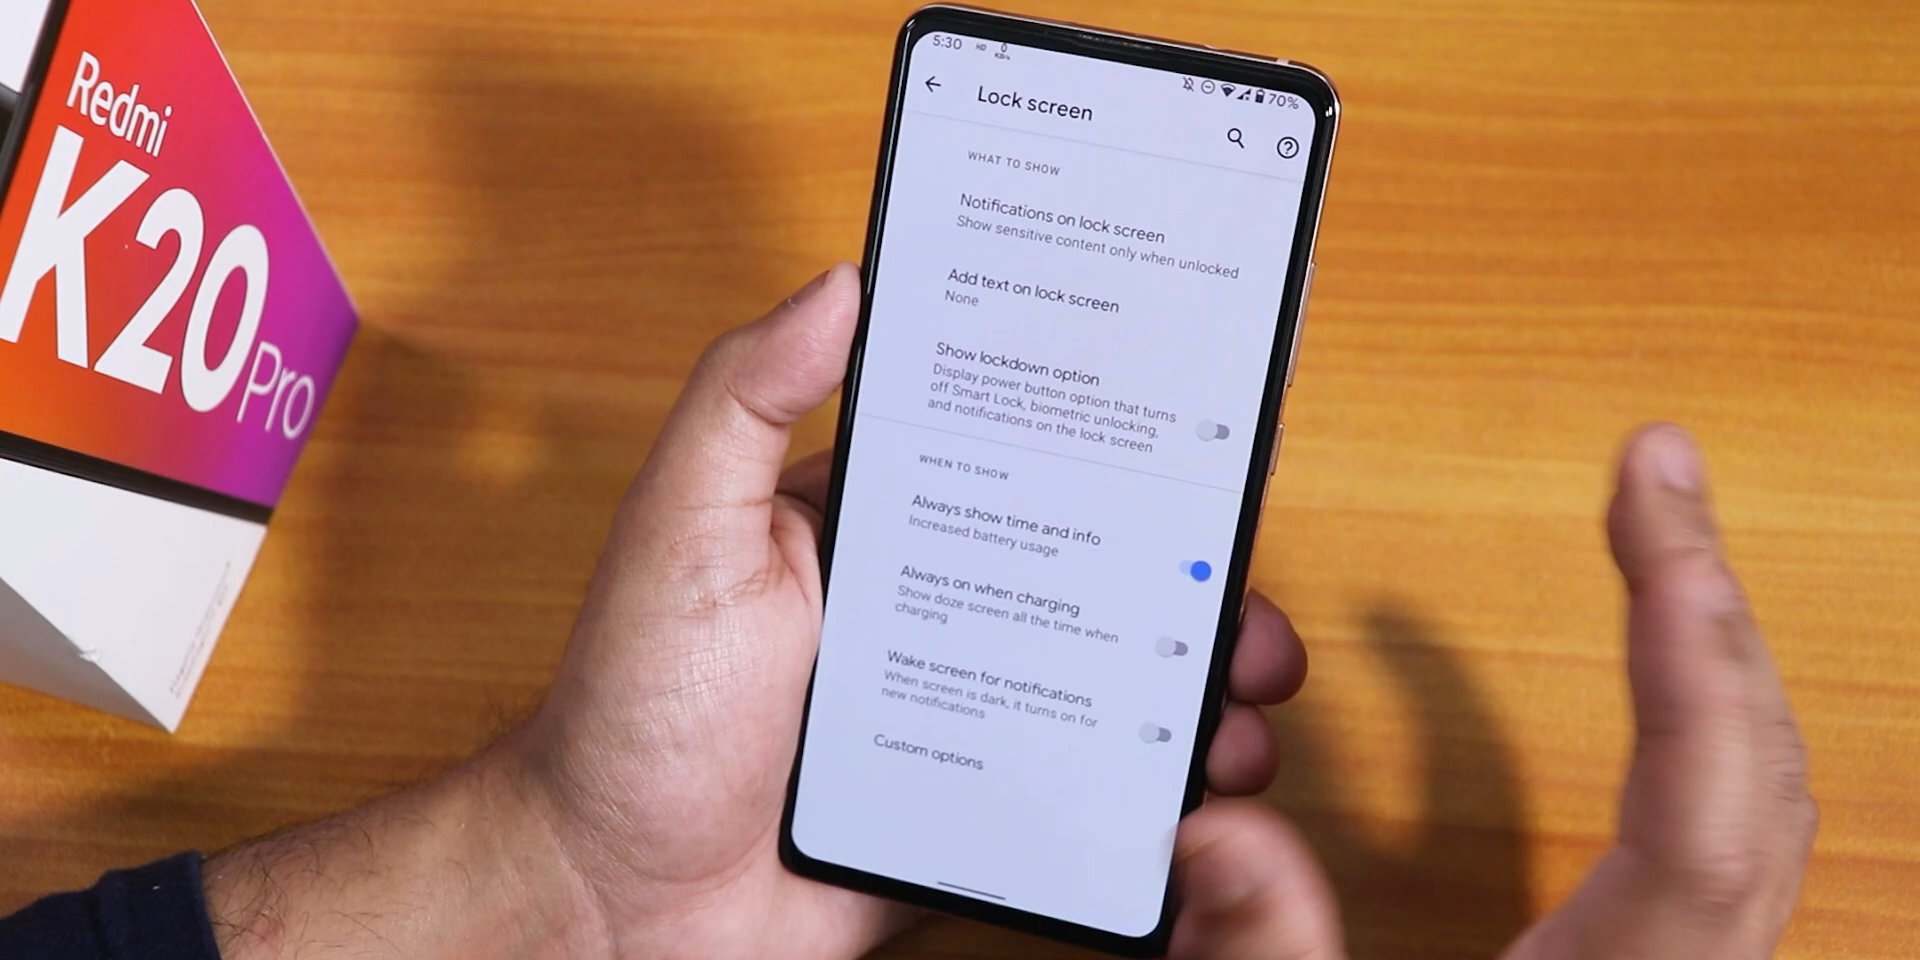 Redmi
K20 Pro
5:30
HD
0
KB/s
70%
Lock screen
WHAT TO SHOW
Notifications on lock screen
Show sensitive content only when unlocked
Add text on lock screen
None
Show lockdown option
Display power button option that turns
off Smart Lock, biometric unlocking,
and notifications on the lock screen
WHEN TO SHOW
Always show time and info
Increased battery usage
Always on when charging
Show doze screen all the time when
charging
Wake screen for notifications
When screen is dark, it turns on for
new notifications
Custom options